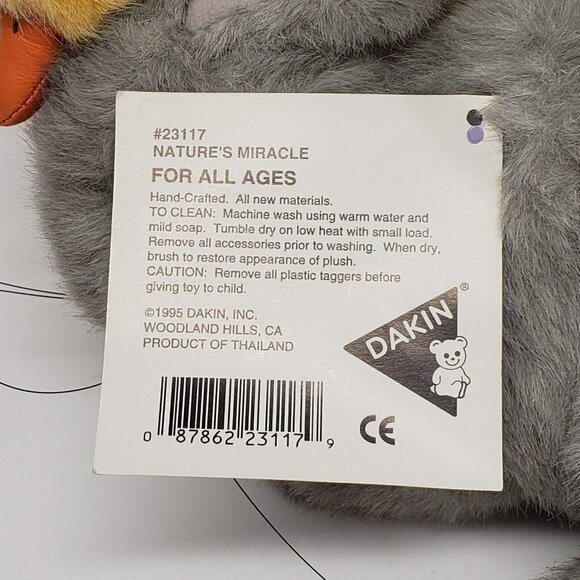 #23117
NATURE'S MIRACLE
FOR ALL AGES
Hand-Crafted. All new materials.
TO CLEAN: Machine wash using warm water and
mild soap. Tumble dry on low heat with small load.
Remove all accessories prior to washing. When dry,
brush to restore appearance of plush.
CAUTION: Remove all plastic taggers before
giving toy to child.
©1995 DAKIN, INC.
WOODLAND HILLS, CA
PRODUCT OF THAILAND
DAKIN®
0 87862 23117 9
CE